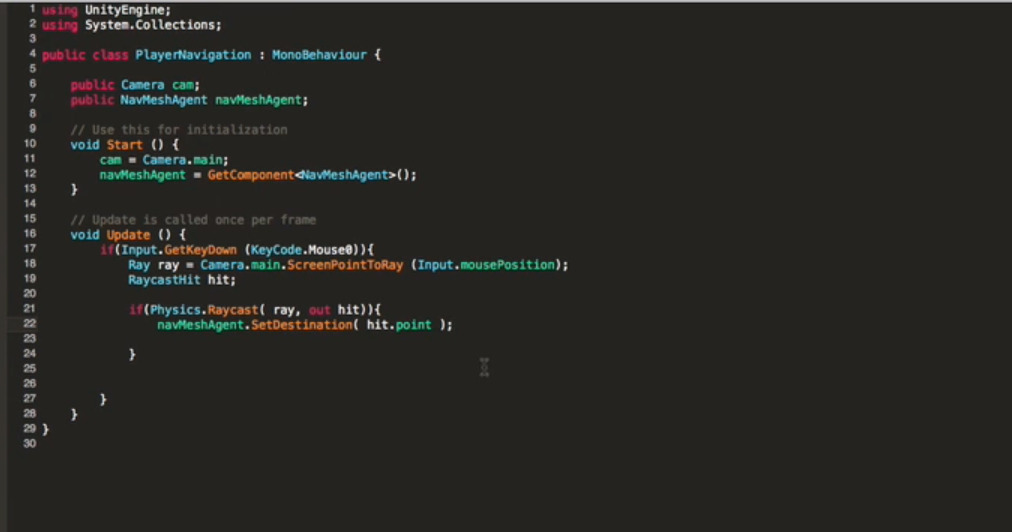 1 using UnityEngine;
2 using System.Collections;
3
4 public class PlayerNavigation : MonoBehaviour {
5
6     public Camera cam;
7     public NavMeshAgent navMeshAgent;
8
9     // Use this for initialization
10     void Start () {
11         cam = Camera.main;
12         navMeshAgent = GetComponent<NavMeshAgent>();
13     }
14
15     // Update is called once per frame
16     void Update () {
17         if(Input.GetKeyDown (KeyCode.Mouse0)){
18             Ray ray = Camera.main.ScreenPointToRay (Input.mousePosition);
19             RaycastHit hit;
20
21             if(Physics.Raycast( ray, out hit)){
22                 navMeshAgent.SetDestination( hit.point );
23
24             }
25
26
27         }
28     }
29 }
30